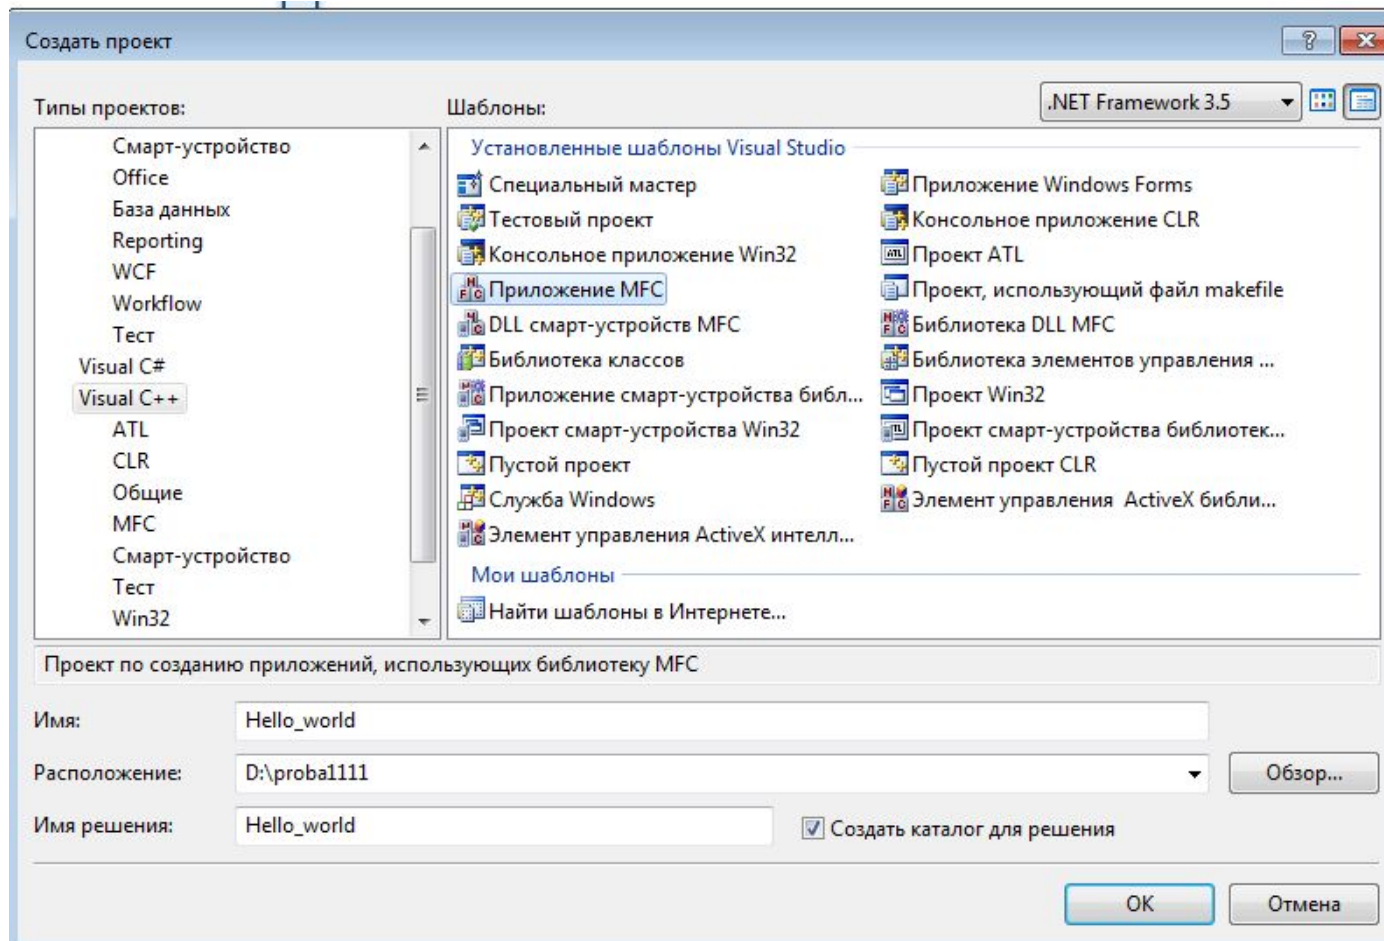 Создать проект
Типы проектов:
Шаблоны:
.NET Framework 3.5
Смарт-устройство
Office
База данных
Reporting
WCF
Workflow
Тест
Visual C#
Visual C++
ATL
CLR
Общие
MFC
Смарт-устройство
Тест
Win32
Установленные шаблоны Visual Studio
Специальный мастер
Приложение Windows Forms
Тестовый проект
Консольное приложение CLR
Консольное приложение Win32
Проект ATL
Приложение MFC
Проект, использующий файл makefile
DLL смарт-устройств MFC
Библиотека DLL MFC
Библиотека классов
Библиотека элементов управления ...
Приложение смарт-устройства библ...
Проект Win32
Проект смарт-устройства Win32
Проект смарт-устройства библиотек...
Пустой проект
Пустой проект CLR
Служба Windows
Элемент управления ActiveX библи...
Элемент управления ActiveX интелл...
Мои шаблоны
Найти шаблоны в Интернете...
Проект по созданию приложений, использующих библиотеку MFC
Имя:
Hello_world
Расположение:
D:\proba1111
Обзор...
Имя решения:
Hello_world
Создать каталог для решения
OK
Отмена